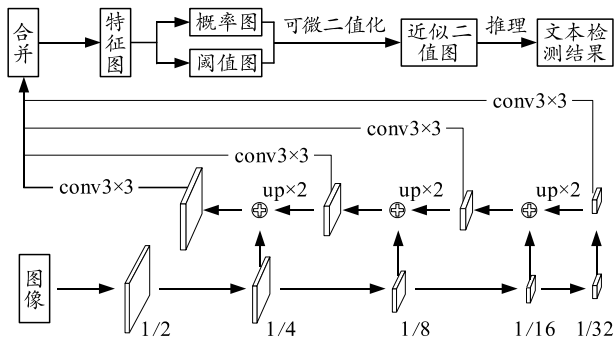 合并
特征图
概率图
阈值图
可微二值化
近似二
值图
推理
文本检
测结果
conv3×3
conv3×3
conv3×3
conv3×3
up×2
up×2
up×2
图像
1/2
1/4
1/8
1/16
1/32